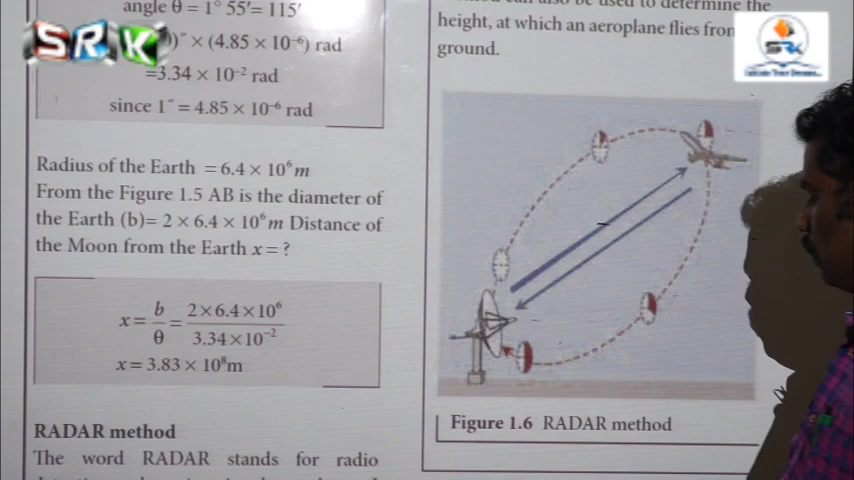 angle θ = 1° 55′= 115′
)″ × (4.85 × 10⁻⁶) rad
=3.34 × 10⁻² rad
since 1″ = 4.85 × 10⁻⁶ rad
Radius of the Earth = 6.4 × 10⁶ m
From the Figure 1.5 AB is the diameter of
the Earth (b)= 2 × 6.4 × 10⁶ m Distance of
the Moon from the Earth x = ?
x = b/θ = 2×6.4×10⁶/3.34×10⁻²
x = 3.83 × 10⁸m
RADAR method
The word RADAR stands for radio
to determine the
height, at which an aeroplane flies from
ground.
Figure 1.6 RADAR method
SRK
SRK